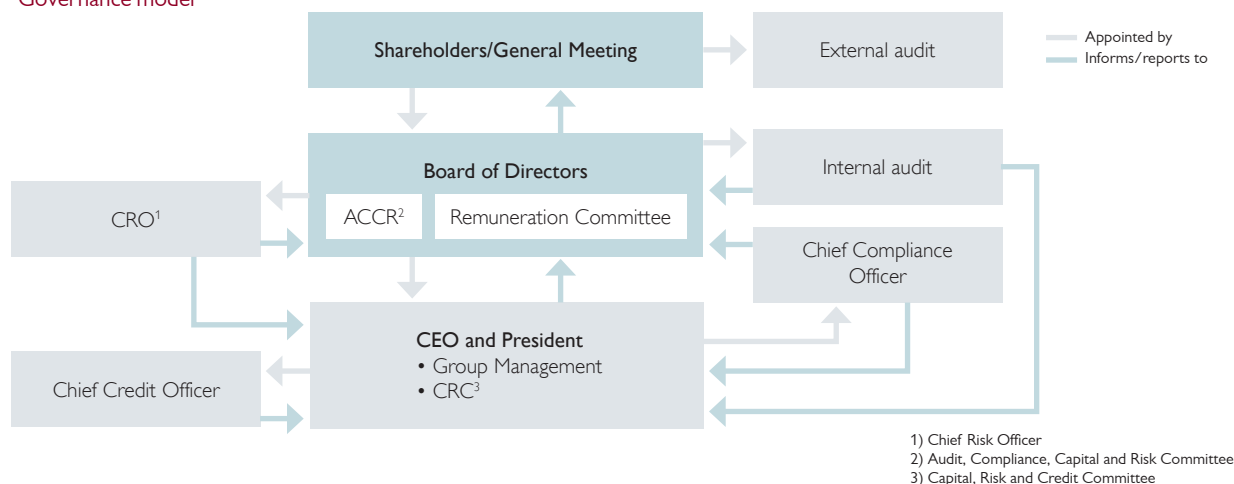 Governance model
Shareholders/General Meeting
External audit
Appointed by
Informs/reports to
Board of Directors
ACCR²
Remuneration Committee
Internal audit
CRO¹
Chief Compliance
Officer
CEO and President
• Group Management
• CRC³
Chief Credit Officer
1) Chief Risk Officer
2) Audit, Compliance, Capital and Risk Committee
3) Capital, Risk and Credit Committee